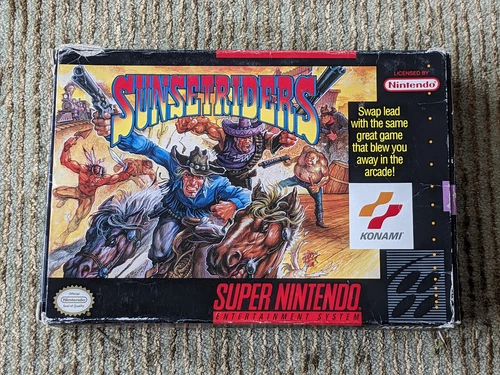 SUNSETRIDERS
LICENSED BY
Nintendo
Swap lead
with the same
great game
that blew you
away in the
arcade!
KONAMI
Nintendo
SUPER NINTENDO
ENTERTAINMENT SYSTEM